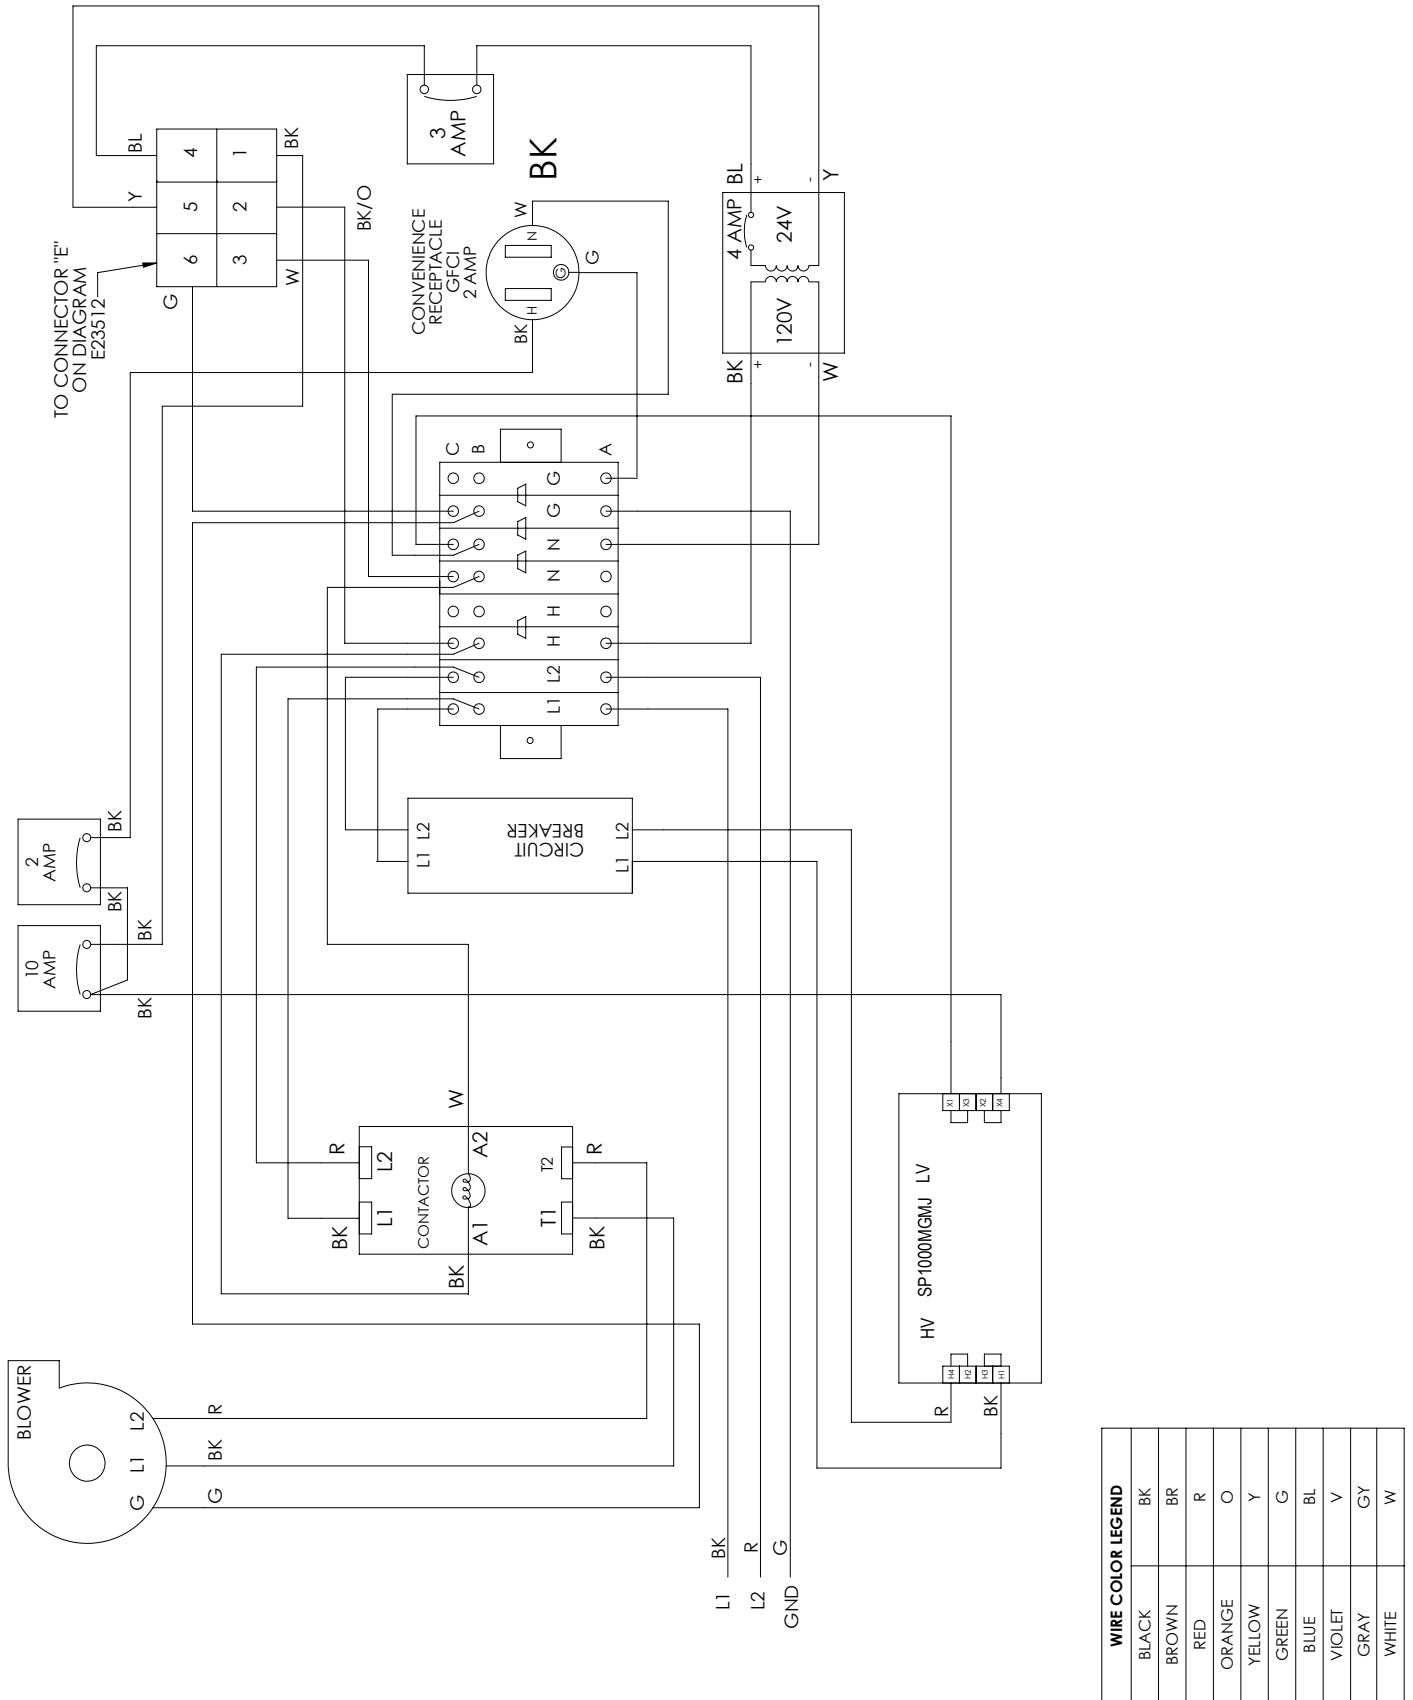 TO CONNECTOR "E"
ON DIAGRAM
E23512
BL
Y
G
4
5
6
1
2
3
BK
W
BK/O
3
AMP
BK
CONVENIENCE
RECEPTACLE
GFCI
2 AMP
W
N
G
G
H
BK
BL
+
-
Y
4 AMP
24V
120V
BK
+
-
W
C
B
A
G
G
N
N
H
H
L2
L1
2
AMP
BK
BK
10
AMP
BK
BK
L2
L1
CIRCUIT
BREAKER
L2
L1
W
R
L2
CONTACTOR
A2
T2
R
BK
L1
A1
T1
BK
BK
X1
X3
X2
X4
HV SP1000MGMJ LV
H4
H2
H3
H1
R
BK
BLOWER
L2
L1
G
R
BK
G
L1
BK
L2
R
GND
G
WIRE COLOR LEGEND
BLACK BK
BROWN BR
RED R
ORANGE O
YELLOW Y
GREEN G
BLUE BL
VIOLET V
GRAY GY
WHITE W